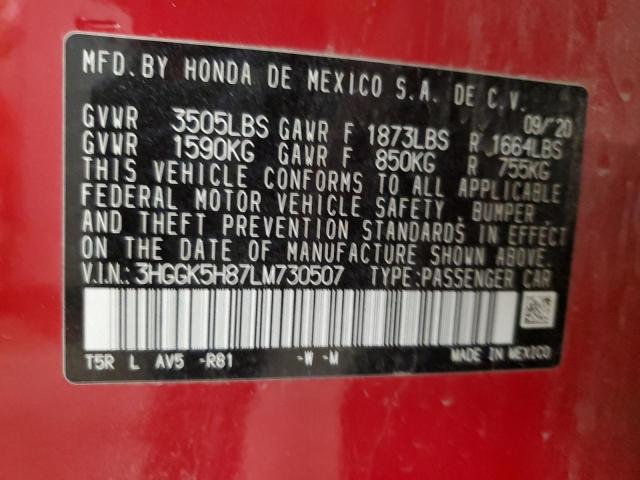 MFD. BY HONDA DE MEXICO S.A. DE C.V.
09/20
GVWR 3505LBS GAWR F 1873LBS R 1664LBS
GVWR 1590KG GAWR F 850KG R 755KG
THIS VEHICLE CONFORMS TO ALL APPLICABLE
FEDERAL MOTOR VEHICLE SAFETY, BUMPER
AND THEFT PREVENTION STANDARDS IN EFFECT
ON THE DATE OF MANUFACTURE SHOWN ABOVE.
V.I.N.: 3HGGK5H87LM730507 TYPE: PASSENGER CAR
T5R L AV5 -R81 -W -M MADE IN MEXICO